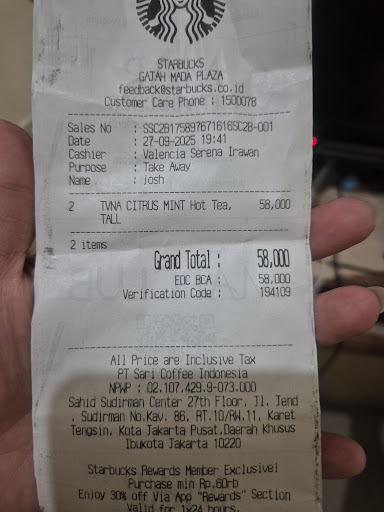 STARBUCKS
GAJAH MADA PLAZA
feedback@starbucks.co.id
Customer Care Phone : 1500078
Sales No : SSC2B175897671616SC2B-001
Date : 27-09-2025 19:41
Cashier : Valencia Serena Irawan
Purpose : Take Away
Name : josh
2 TVNA CITRUS MINT Hot Tea, 58,000
TALL
2 items
Grand Total : 58,000
EDC BCA : 58,000
Verification Code : 194109
All Price are Inclusive Tax
PT Sari Coffee Indonesia
NPWP : 02.107.429.9-073.000
Sahid Sudirman Center 27th Floor, Jl. Jend
. Sudirman No.Kav. 86, RT.10/RW.11, Karet
Tengsin, Kota Jakarta Pusat,Daerah Khusus
Ibukota Jakarta 10220
Starbucks Rewards Member Exclusive!
Purchase min Rp.60rb
Enjoy 30% off Via App "Rewards" Section
Valid for 1x24 hours.